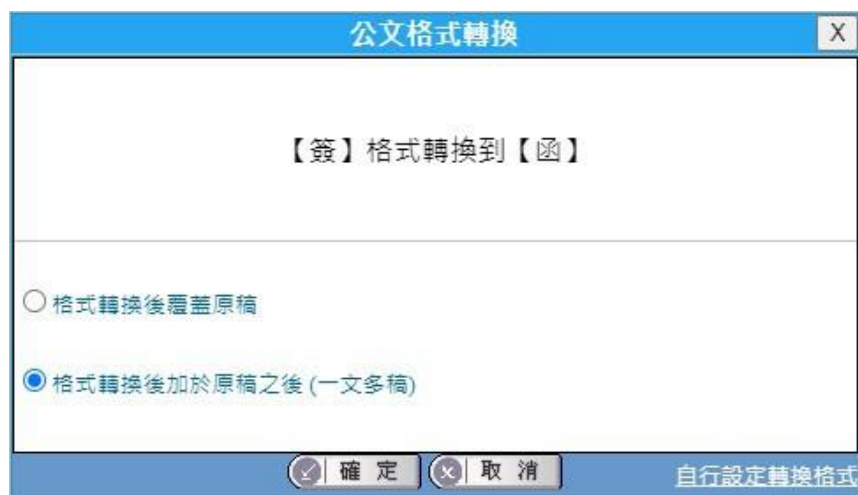 公文格式轉換 X
【簽】格式轉換到【函】
格式轉換後覆蓋原稿
格式轉換後加於原稿之後 (一文多稿)
確 定 取 消 自行設定轉換格式